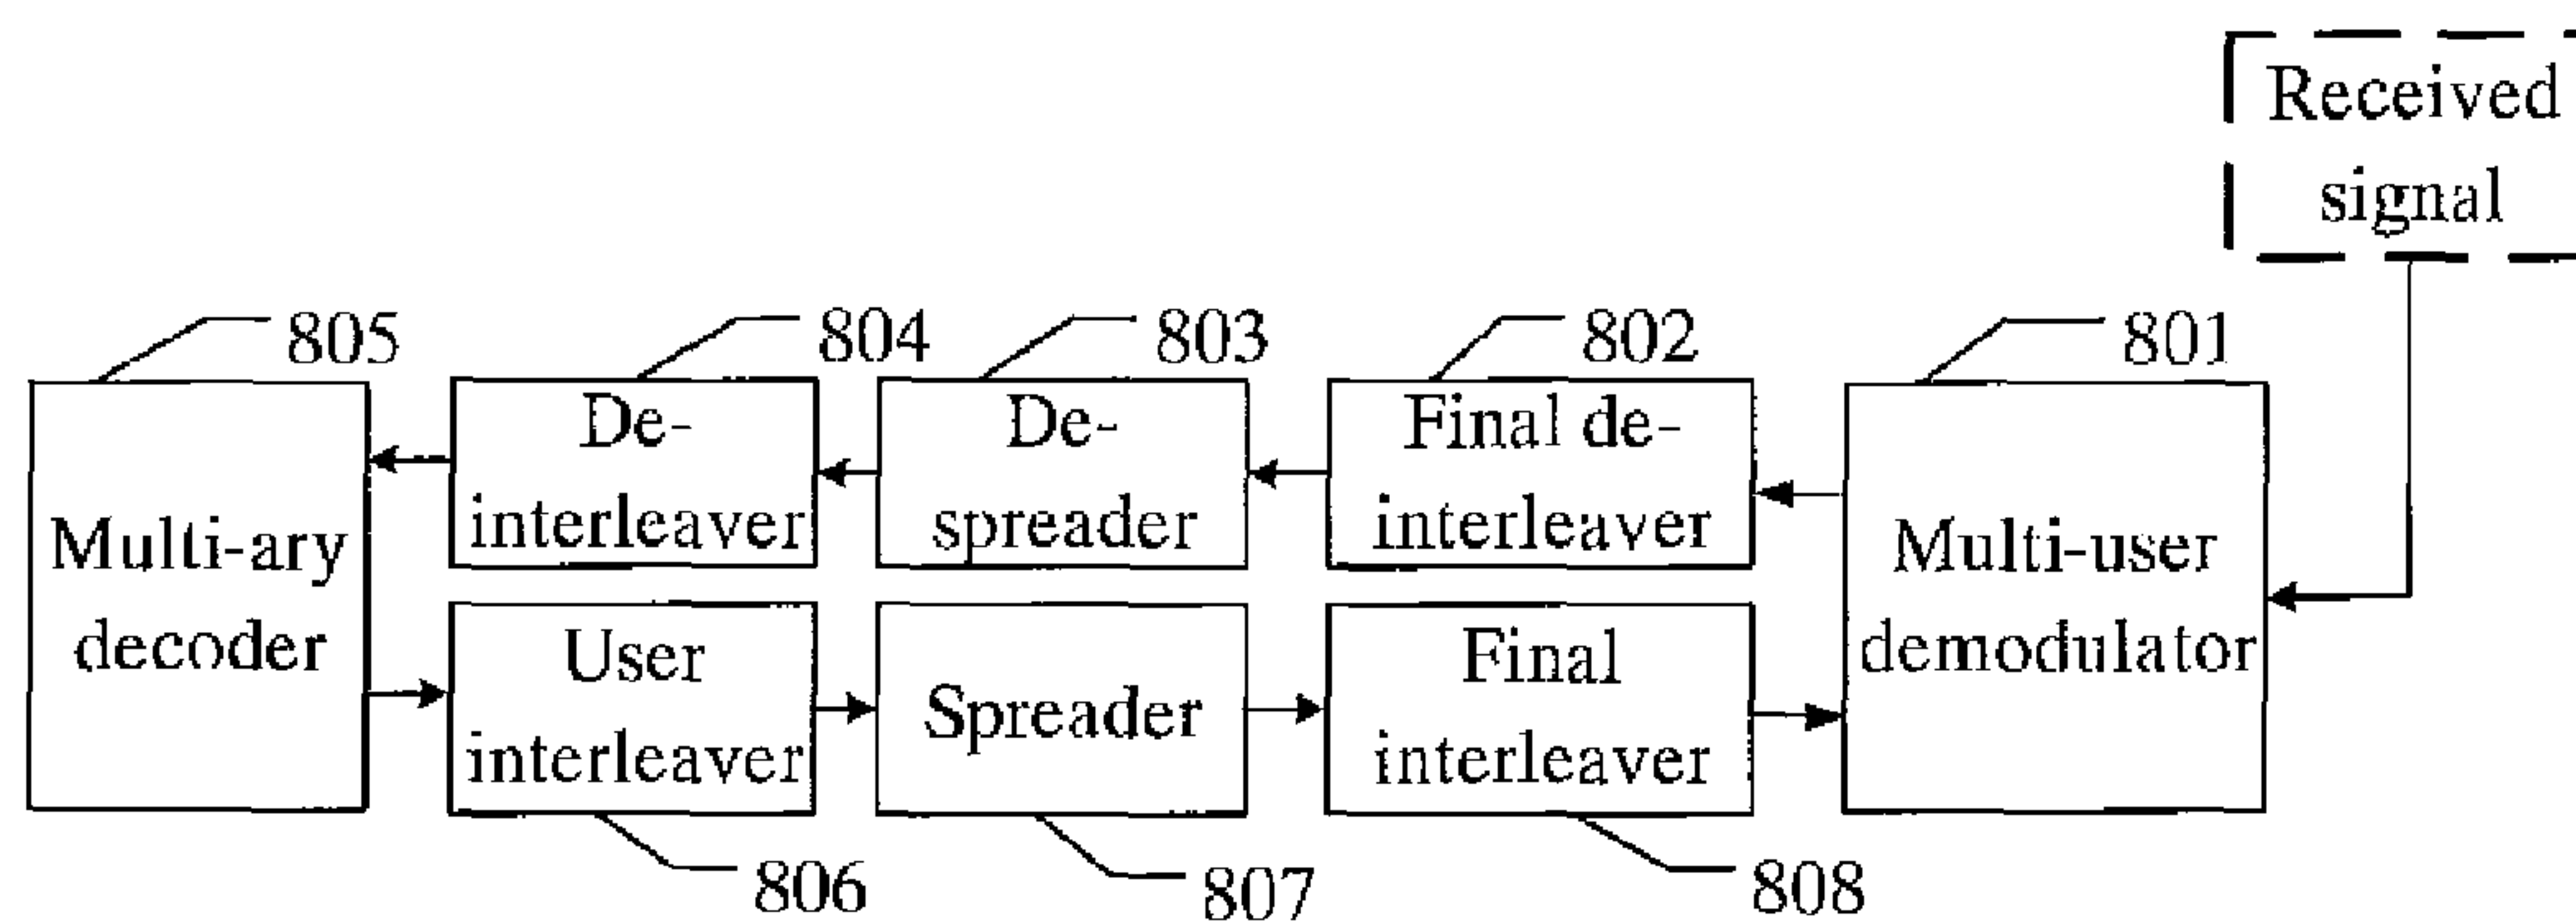 Received
signal
805
804
803
802
801
De-
interleaver
De-
spreader
Final de-
interleaver
Multi-ary
decoder
Multi-user
demodulator
User
interleaver
Spreader
Final
interleaver
806
807
808